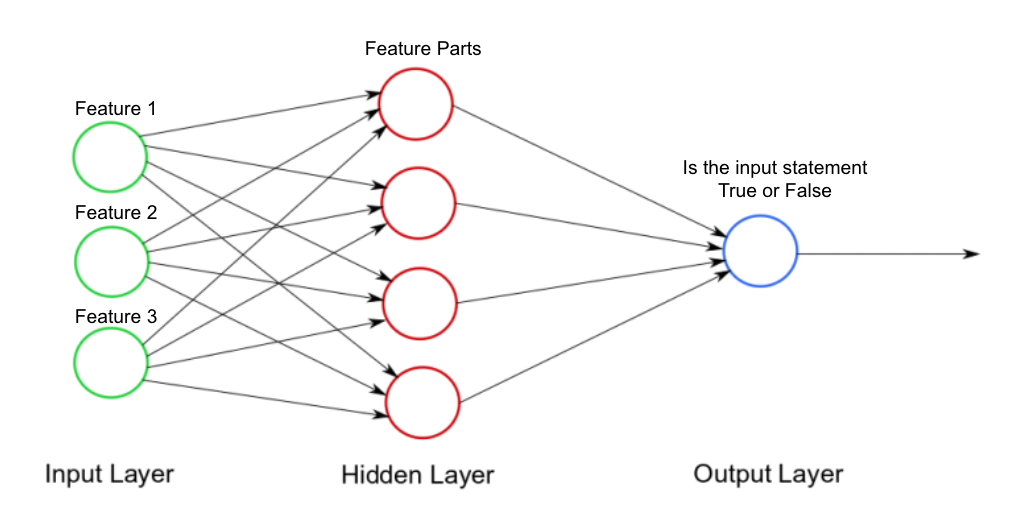 Feature Parts
Feature 1
Is the input statement
True or False
Feature 2
Feature 3
Input Layer
Hidden Layer
Output Layer